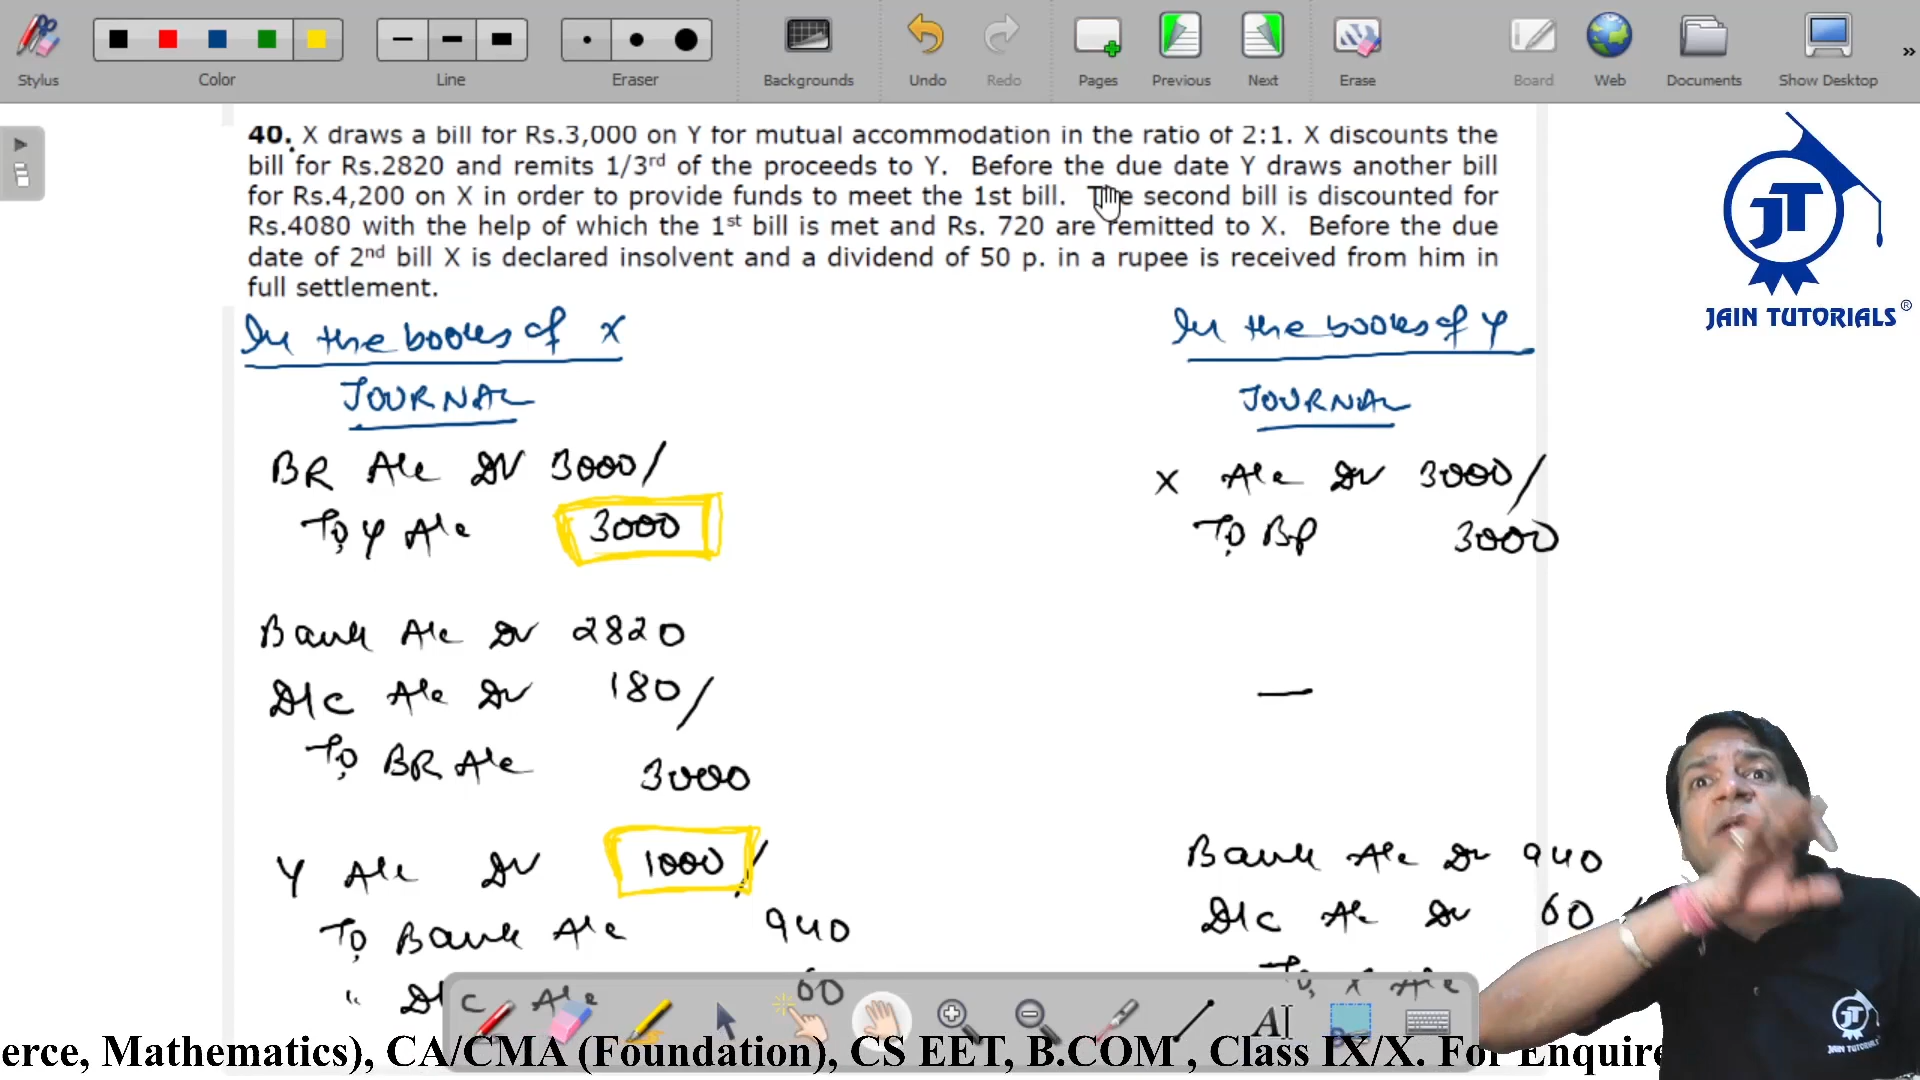 Stylus
Color
Line
Eraser
Backgrounds
Undo
Redo
Pages
Previous
Next
Erase
Board
Web
Documents
Show Desktop
»
40. X draws a bill for Rs.3,000 on Y for mutual accommodation in the ratio of 2:1. X discounts the
bill for Rs.2820 and remits 1/3rd of the proceeds to Y. Before the due date Y draws another bill
for Rs.4,200 on X in order to provide funds to meet the 1st bill. The second bill is discounted for
Rs.4080 with the help of which the 1st bill is met and Rs. 720 are remitted to X. Before the due
date of 2nd bill X is declared insolvent and a dividend of 50 p. in a rupee is received from him in
full settlement.
JT
JAIN TUTORIALS®
In the books of X
In the books of Y
JOURNAL
JOURNAL
BR A/c Dr 3000/
To Y A/c 3000
X A/c Dr 3000/
To BP 3000
Bank A/c Dr 2820
D/c A/c Dr 180/
To BR A/c 3000
—
Y A/c Dr 1000/
To Bank A/c 940
" D/c A/c 60
Bank A/c Dr 940
D/c A/c Dr 60
To X A/c
JT
JAIN TUTORIALS
erce, Mathematics), CA/CMA (Foundation), CS EET, B.COM , Class IX/X. For Enquire